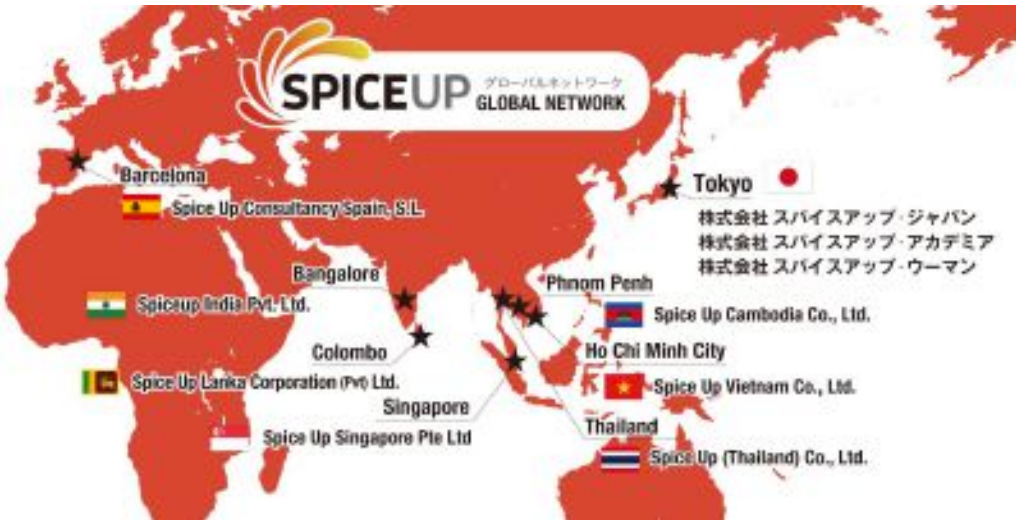 グローバルネットワーク
SPICEUP GLOBAL NETWORK
Barcelona
Spice Up Consultancy Spain, S.L.
Tokyo
株式会社 スパイスアップ・ジャパン
株式会社 スパイスアップ・アカデミア
株式会社 スパイスアップ・ウーマン
Bangalore
Spiceup India Pvt. Ltd.
Phnom Penh
Spice Up Cambodia Co., Ltd.
Colombo
Spice Up Lanka Corporation (Pvt) Ltd.
Ho Chi Minh City
Spice Up Vietnam Co., Ltd.
Singapore
Spice Up Singapore Pte Ltd
Thailand
Spice Up (Thailand) Co., Ltd.